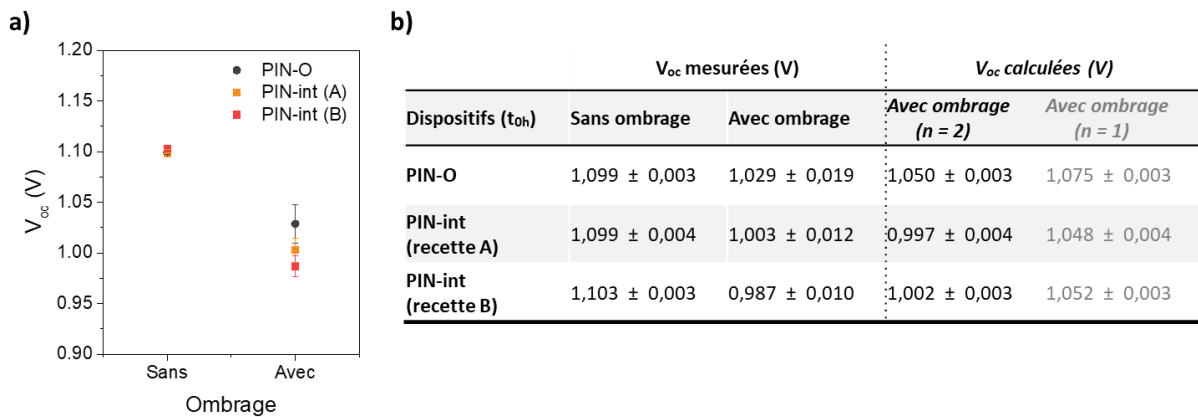 a)
1.20
1.15
1.10
1.05
1.00
0.95
0.90
V_oc (V)
PIN-O
PIN-int (A)
PIN-int (B)
Sans Avec
Ombrage
b)
V_oc mesurées (V) V_oc calculées (V)
Dispositifs (t_0h) Sans ombrage Avec ombrage Avec ombrage (n = 2) Avec ombrage (n = 1)
PIN-O 1,099 ± 0,003 1,029 ± 0,019 1,050 ± 0,003 1,075 ± 0,003
PIN-int (recette A) 1,099 ± 0,004 1,003 ± 0,012 0,997 ± 0,004 1,048 ± 0,004
PIN-int (recette B) 1,103 ± 0,003 0,987 ± 0,010 1,002 ± 0,003 1,052 ± 0,003